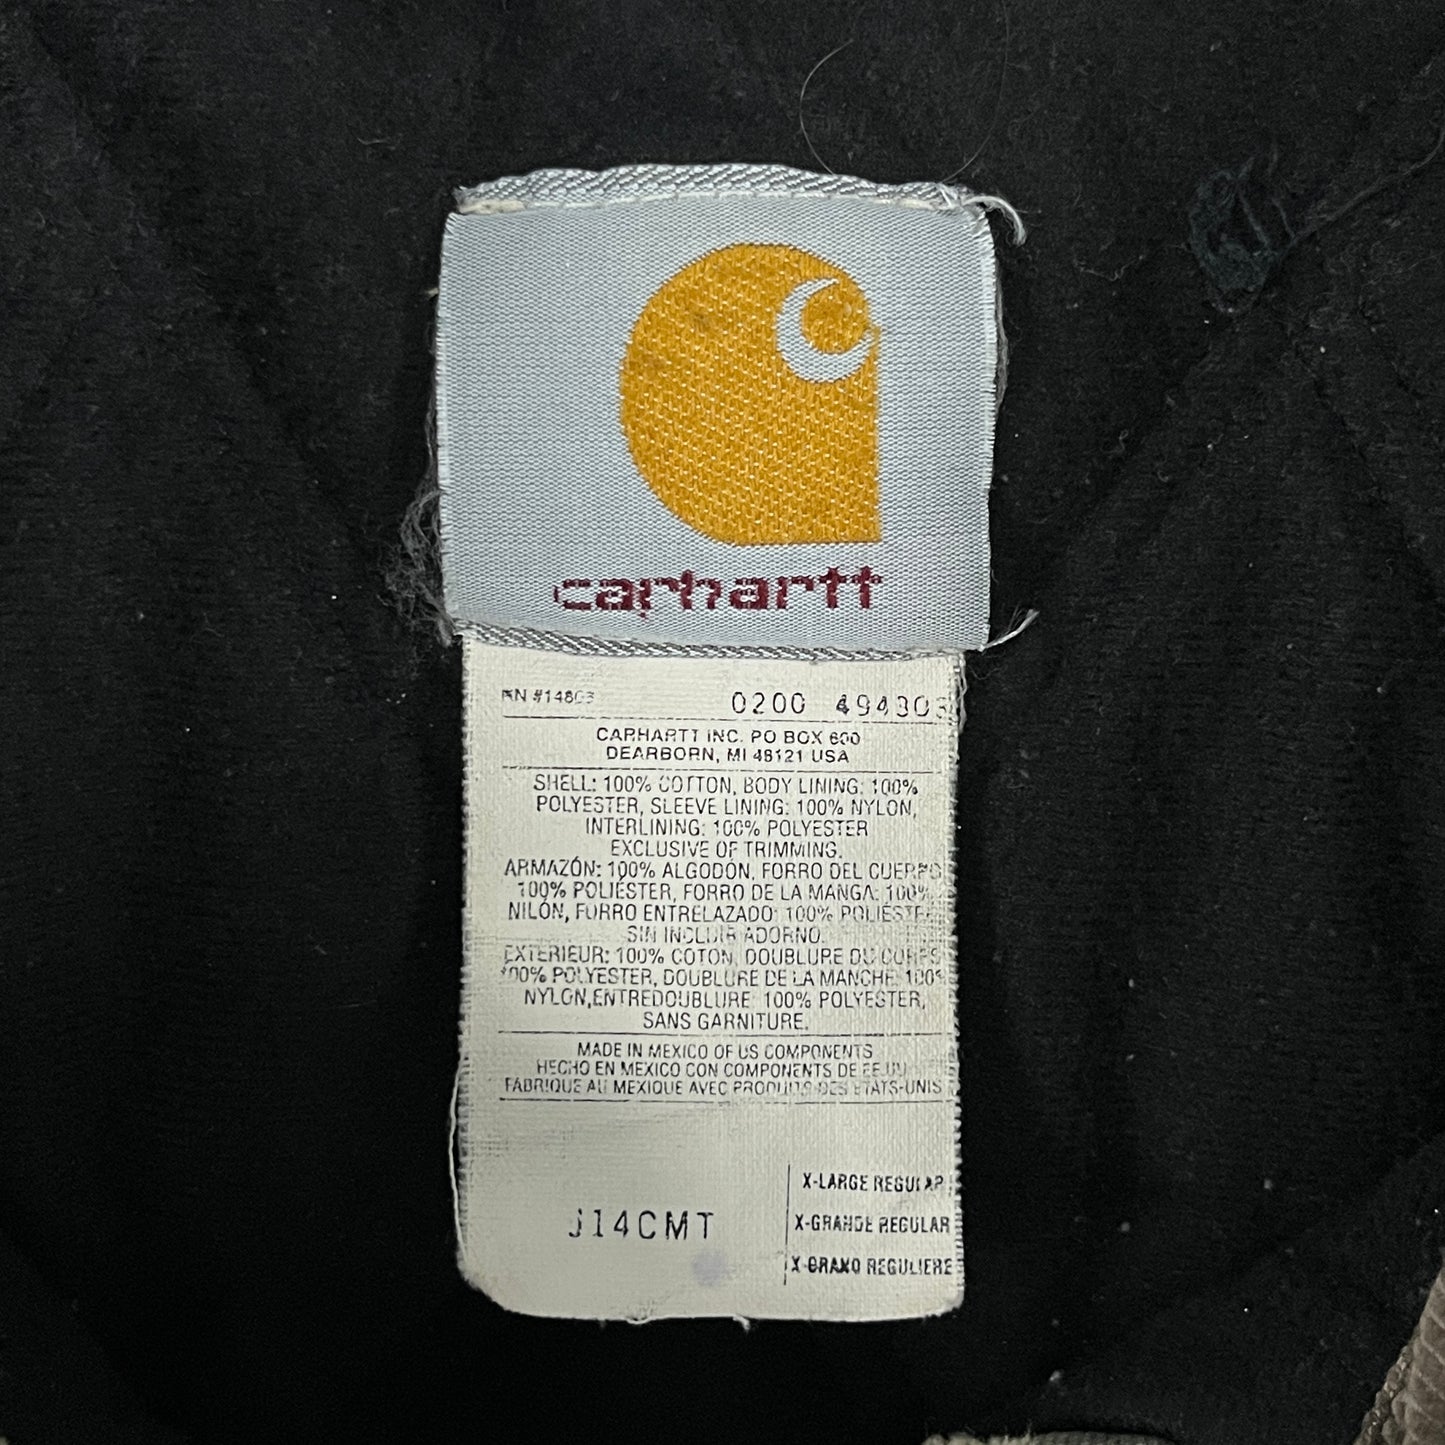 carhartt
RN #14803 0200 494303
CARHARTT INC. PO BOX 600
DEARBORN, MI 48121 USA
SHELL: 100% COTTON, BODY LINING: 100%
POLYESTER, SLEEVE LINING: 100% NYLON,
INTERLINING: 100% POLYESTER
EXCLUSIVE OF TRIMMING.
ARMAZÓN: 100% ALGODÓN, FORRO DEL CUERPO
100% POLIÉSTER, FORRO DE LA MANGA: 100%
NILÓN, FORRO ENTRELAZADO: 100% POLIÉSTER
SIN INCLUIR ADORNO.
EXTERIEUR: 100% COTON, DOUBLURE DU CORPS
100% POLYESTER, DOUBLURE DE LA MANCHE: 100%
NYLON, ENTREDOUBLURE: 100% POLYESTER,
SANS GARNITURE.
MADE IN MEXICO OF US COMPONENTS
HECHO EN MEXICO CON COMPONENTS DE EE.UU
FABRIQUE AU MEXIQUE AVEC PRODUITS DES ETATS-UNIS
J14CMT
X-LARGE REGULAR
X-GRANDE REGULAR
X-GRAND REGULIERE